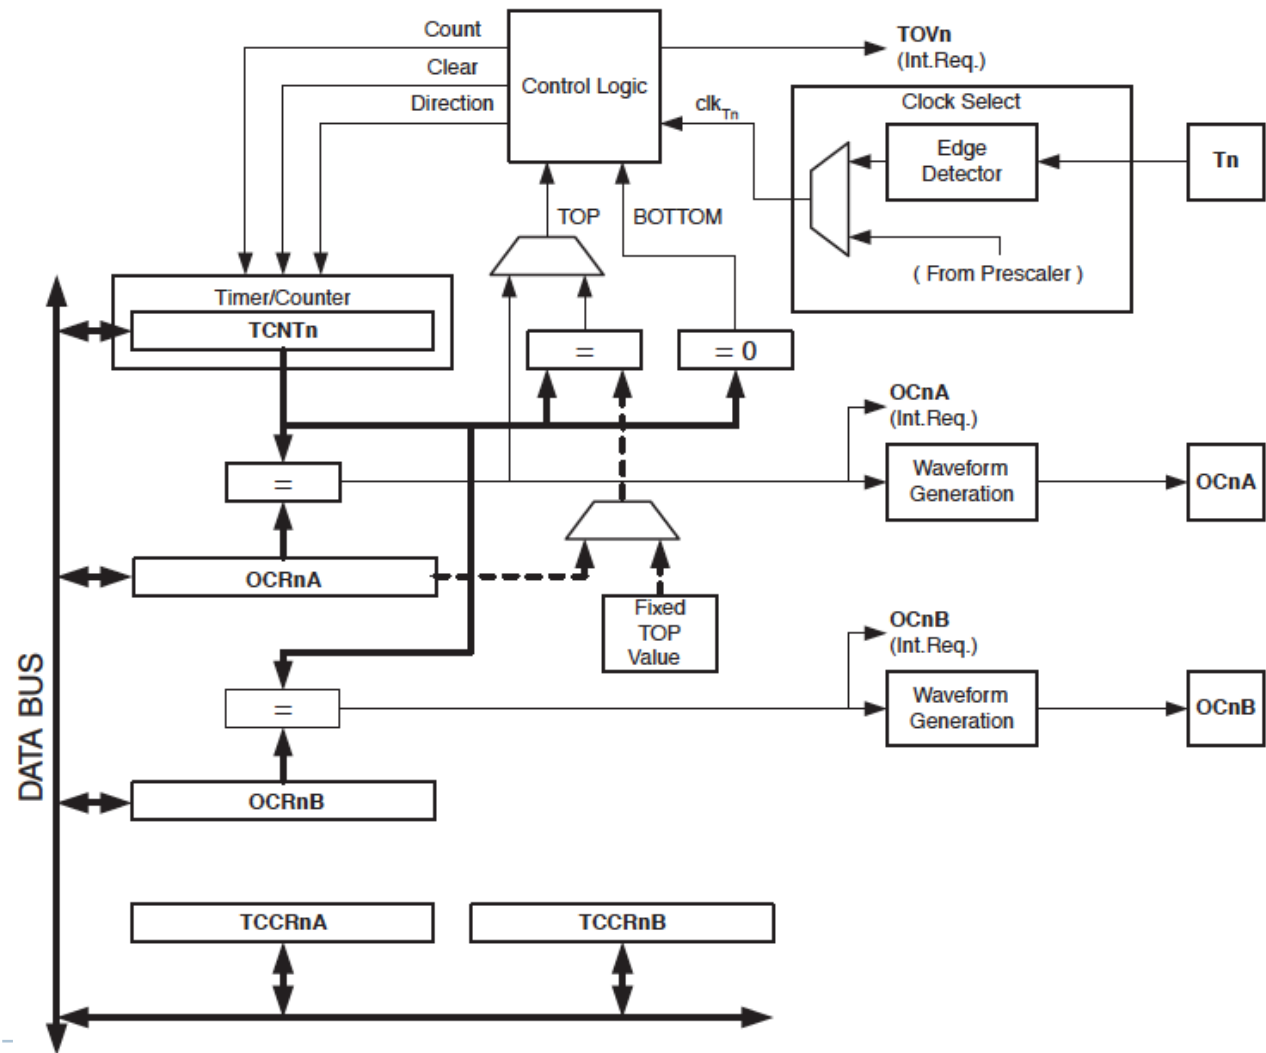 Count
Clear
Direction
Control Logic
TOVn
(Int.Req.)
clkTn
Clock Select
Edge
Detector
Tn
( From Prescaler )
TOP
BOTTOM
Timer/Counter
TCNTn
=
= 0
OCnA
(Int.Req.)
=
Waveform
Generation
OCnA
OCRnA
Fixed
TOP
Value
OCnB
(Int.Req.)
DATA BUS
=
Waveform
Generation
OCnB
OCRnB
TCCRnA
TCCRnB